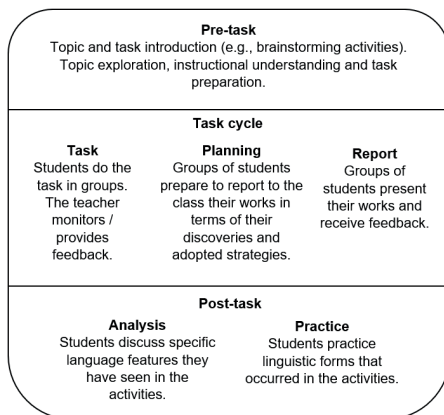 Pre-task
Topic and task introduction (e.g., brainstorming activities).
Topic exploration, instructional understanding and task
preparation.
Task cycle
Task
Students do the
task in groups.
The teacher
monitors /
provides
feedback.
Planning
Groups of students
prepare to report to the
class their works in
terms of their
discoveries and
adopted strategies.
Report
Groups of
students present
their works and
receive feedback.
Post-task
Analysis
Students discuss specific
language features they
have seen in the
activities.
Practice
Students practice
linguistic forms that
occurred in the activities.